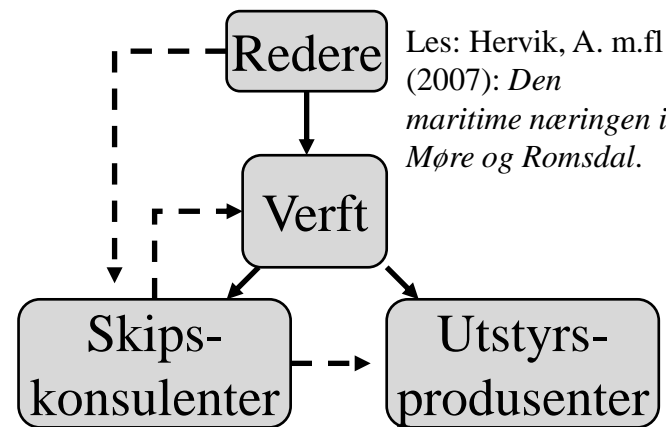 Redere
Les: Hervik, A. m.fl
(2007): Den
maritime næringen i
Møre og Romsdal.
Verft
Skips-
konsulenter
Utstyrs-
produsenter